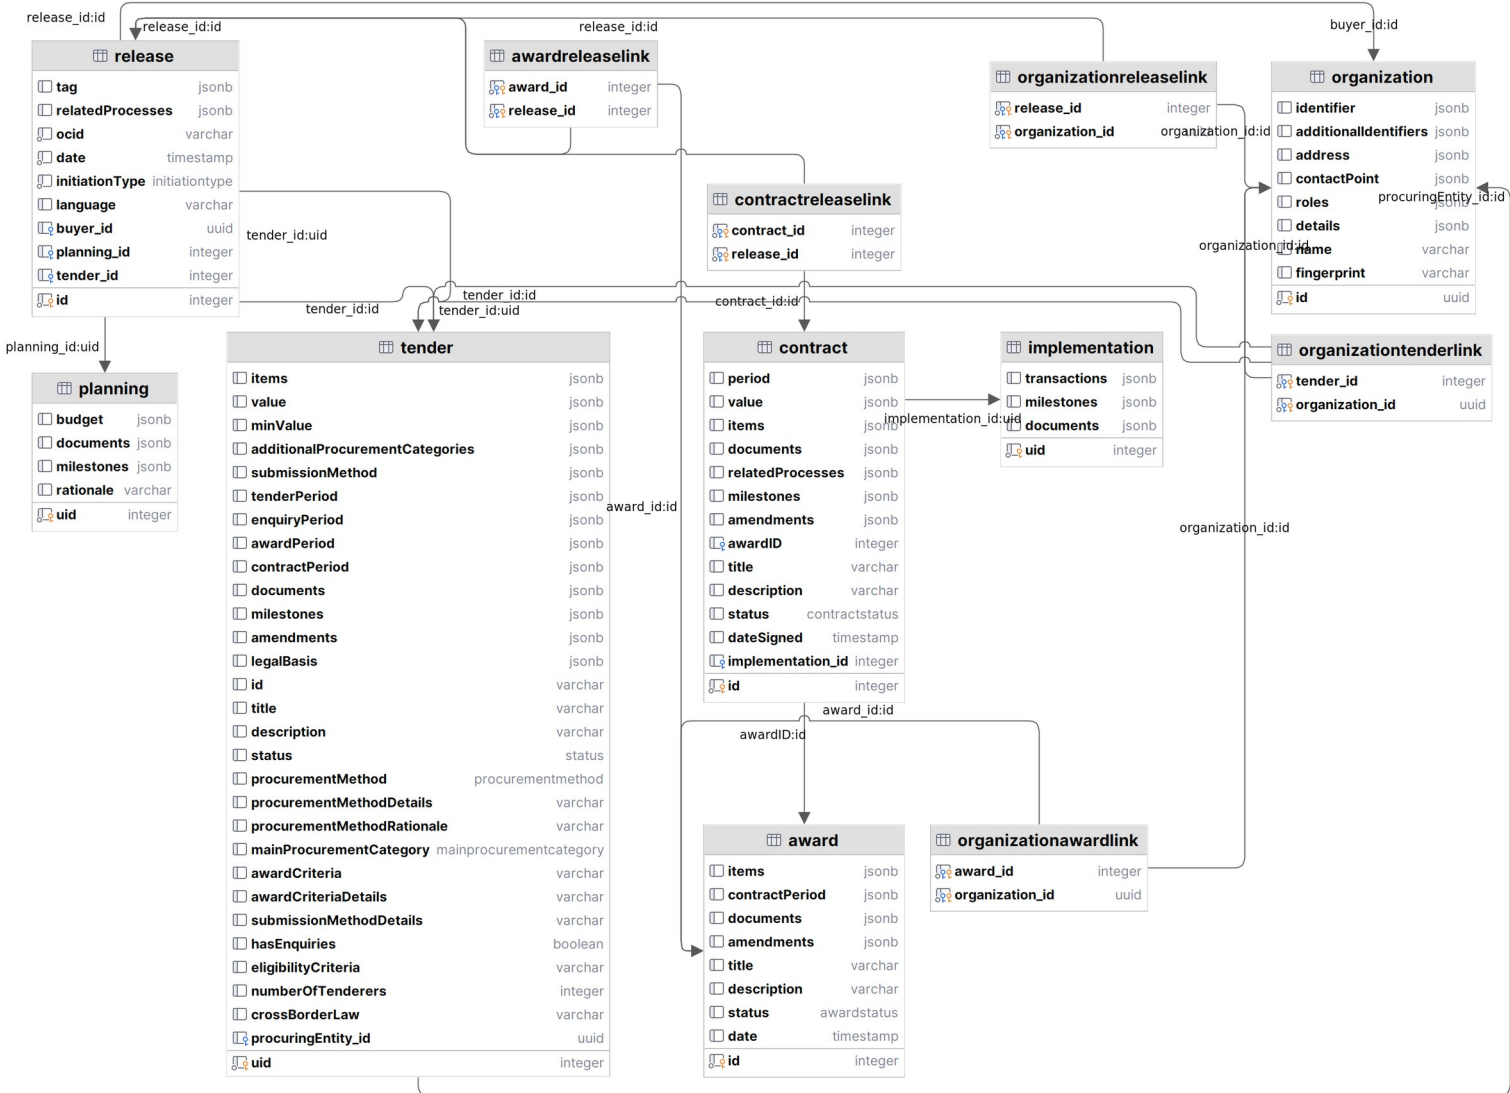 release_id:id
release_id:id
release_id:id
buyer_id:id
release
tag jsonb
relatedProcesses jsonb
ocid varchar
date timestamp
initiationType initiationtype
language varchar
buyer_id uuid
planning_id integer
tender_id integer
id integer
awardreleaselink
award_id integer
release_id integer
organizationreleaselink
release_id integer
organization_id
organization_id:id
organization
identifier jsonb
additionalIdentifiers jsonb
address jsonb
contactPoint jsonb
roles jsonb
details jsonb
name varchar
fingerprint varchar
id uuid
procuringEntity_id:id
organization_id:id
contractreleaselink
contract_id integer
release_id integer
tender_id:uid
tender_id:id
tender_id:id
tender_id:uid
contract_id:id
planning_id:uid
planning
budget jsonb
documents jsonb
milestones jsonb
rationale varchar
uid integer
tender
items jsonb
value jsonb
minValue jsonb
additionalProcurementCategories jsonb
submissionMethod jsonb
tenderPeriod jsonb
enquiryPeriod jsonb
awardPeriod jsonb
contractPeriod jsonb
documents jsonb
milestones jsonb
amendments jsonb
legalBasis jsonb
id varchar
title varchar
description varchar
status status
procurementMethod procurementmethod
procurementMethodDetails varchar
procurementMethodRationale varchar
mainProcurementCategory mainprocurementcategory
awardCriteria varchar
awardCriteriaDetails varchar
submissionMethodDetails varchar
hasEnquiries boolean
eligibilityCriteria varchar
numberOfTenderers integer
crossBorderLaw varchar
procuringEntity_id uuid
uid integer
award_id:id
contract
period jsonb
value jsonb
items jsonb
documents jsonb
relatedProcesses jsonb
milestones jsonb
amendments jsonb
awardID integer
title varchar
description varchar
status contractstatus
dateSigned timestamp
implementation_id integer
id integer
implementation_id:uid
implementation
transactions jsonb
milestones jsonb
documents jsonb
uid integer
organizationtenderlink
tender_id integer
organization_id uuid
organization_id:id
award_id:id
awardID:id
award
items jsonb
contractPeriod jsonb
documents jsonb
amendments jsonb
title varchar
description varchar
status awardstatus
date timestamp
id integer
organizationawardlink
award_id integer
organization_id uuid